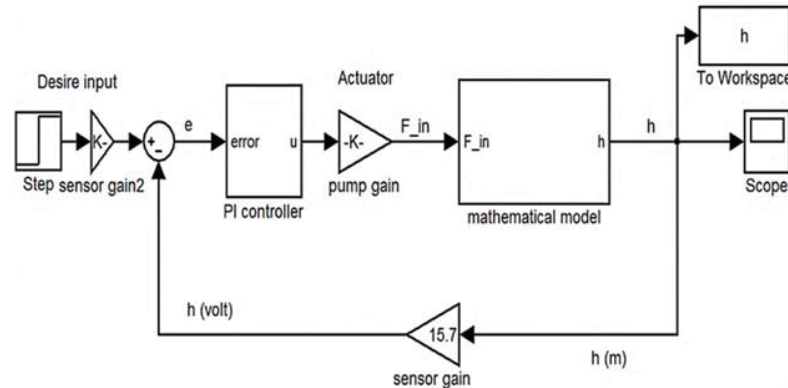 h
To Workspace
Desire input
Actuator
Step
K-
sensor gain2
+
-
e
error
u
PI controller
-K-
pump gain
F_in
F_in
h
mathematical model
h
Scope
h (volt)
15.7
sensor gain
h (m)